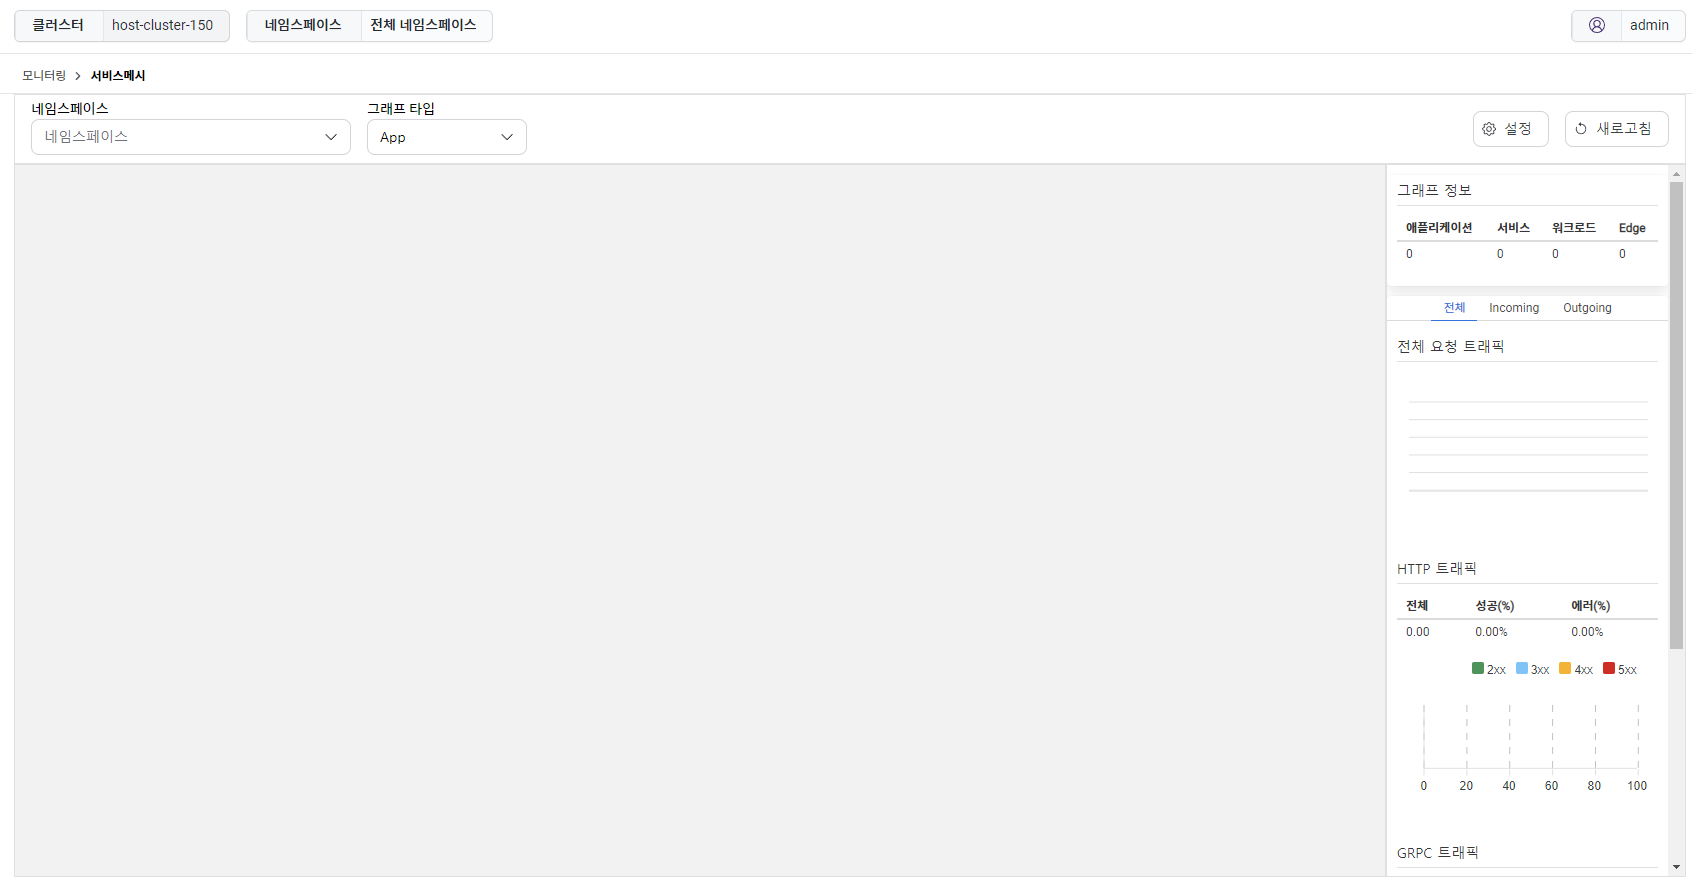 클러스터 host-cluster-150 네임스페이스 전체 네임스페이스 admin
모니터링 > 서비스메시
네임스페이스 그래프 타입
네임스페이스 App 설정 새로고침
그래프 정보
애플리케이션 서비스 워크로드 Edge
0 0 0 0
전체 Incoming Outgoing
전체 요청 트래픽
HTTP 트래픽
전체 성공(%) 에러(%)
0.00 0.00% 0.00%
2xx 3xx 4xx 5xx
0 20 40 60 80 100
GRPC 트래픽